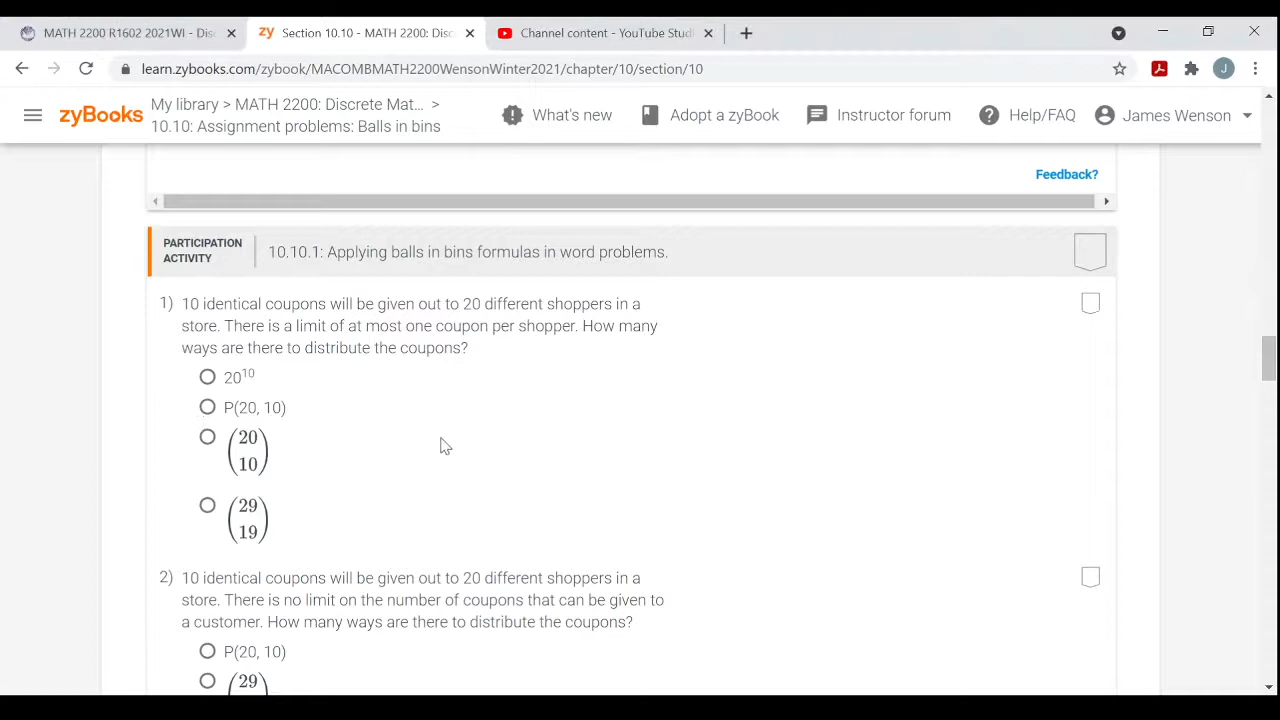 MATH 2200 R1602 2021WI - Disc
Section 10.10 - MATH 2200: Disc
Channel content - YouTube Studi
learn.zybooks.com/zybook/MACOMBMATH2200WensonWinter2021/chapter/10/section/10
J
zyBooks
My library > MATH 2200: Discrete Mat... >
10.10: Assignment problems: Balls in bins
What's new
Adopt a zyBook
Instructor forum
Help/FAQ
James Wenson
Feedback?
PARTICIPATION
ACTIVITY
10.10.1: Applying balls in bins formulas in word problems.
1) 10 identical coupons will be given out to 20 different shoppers in a
store. There is a limit of at most one coupon per shopper. How many
ways are there to distribute the coupons?
20^10
P(20, 10)
(20
10)
(29
19)
2) 10 identical coupons will be given out to 20 different shoppers in a
store. There is no limit on the number of coupons that can be given to
a customer. How many ways are there to distribute the coupons?
P(20, 10)
(29